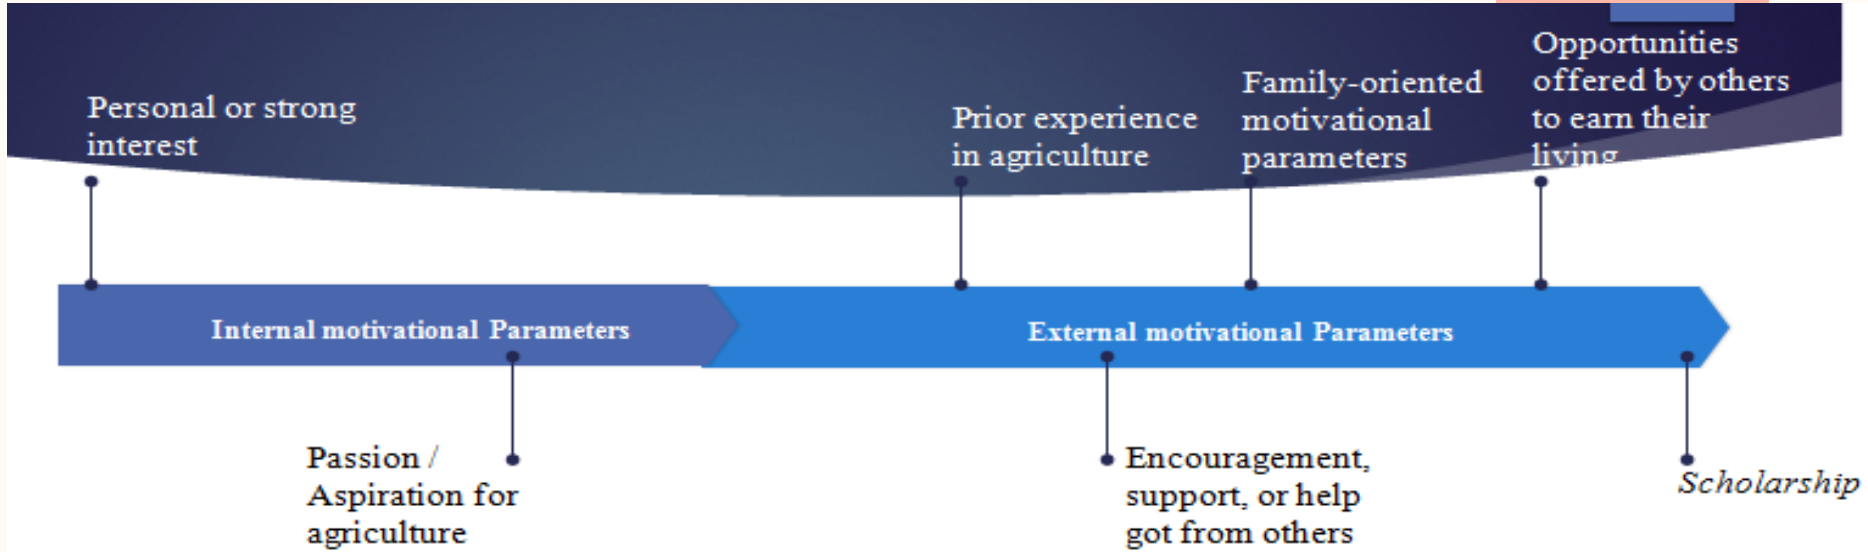 Personal or strong
interest
Prior experience
in agriculture
Family-oriented
motivational
parameters
Opportunities
offered by others
to earn their
living
Internal motivational Parameters
External motivational Parameters
Passion /
Aspiration for
agriculture
Encouragement,
support, or help
got from others
Scholarship